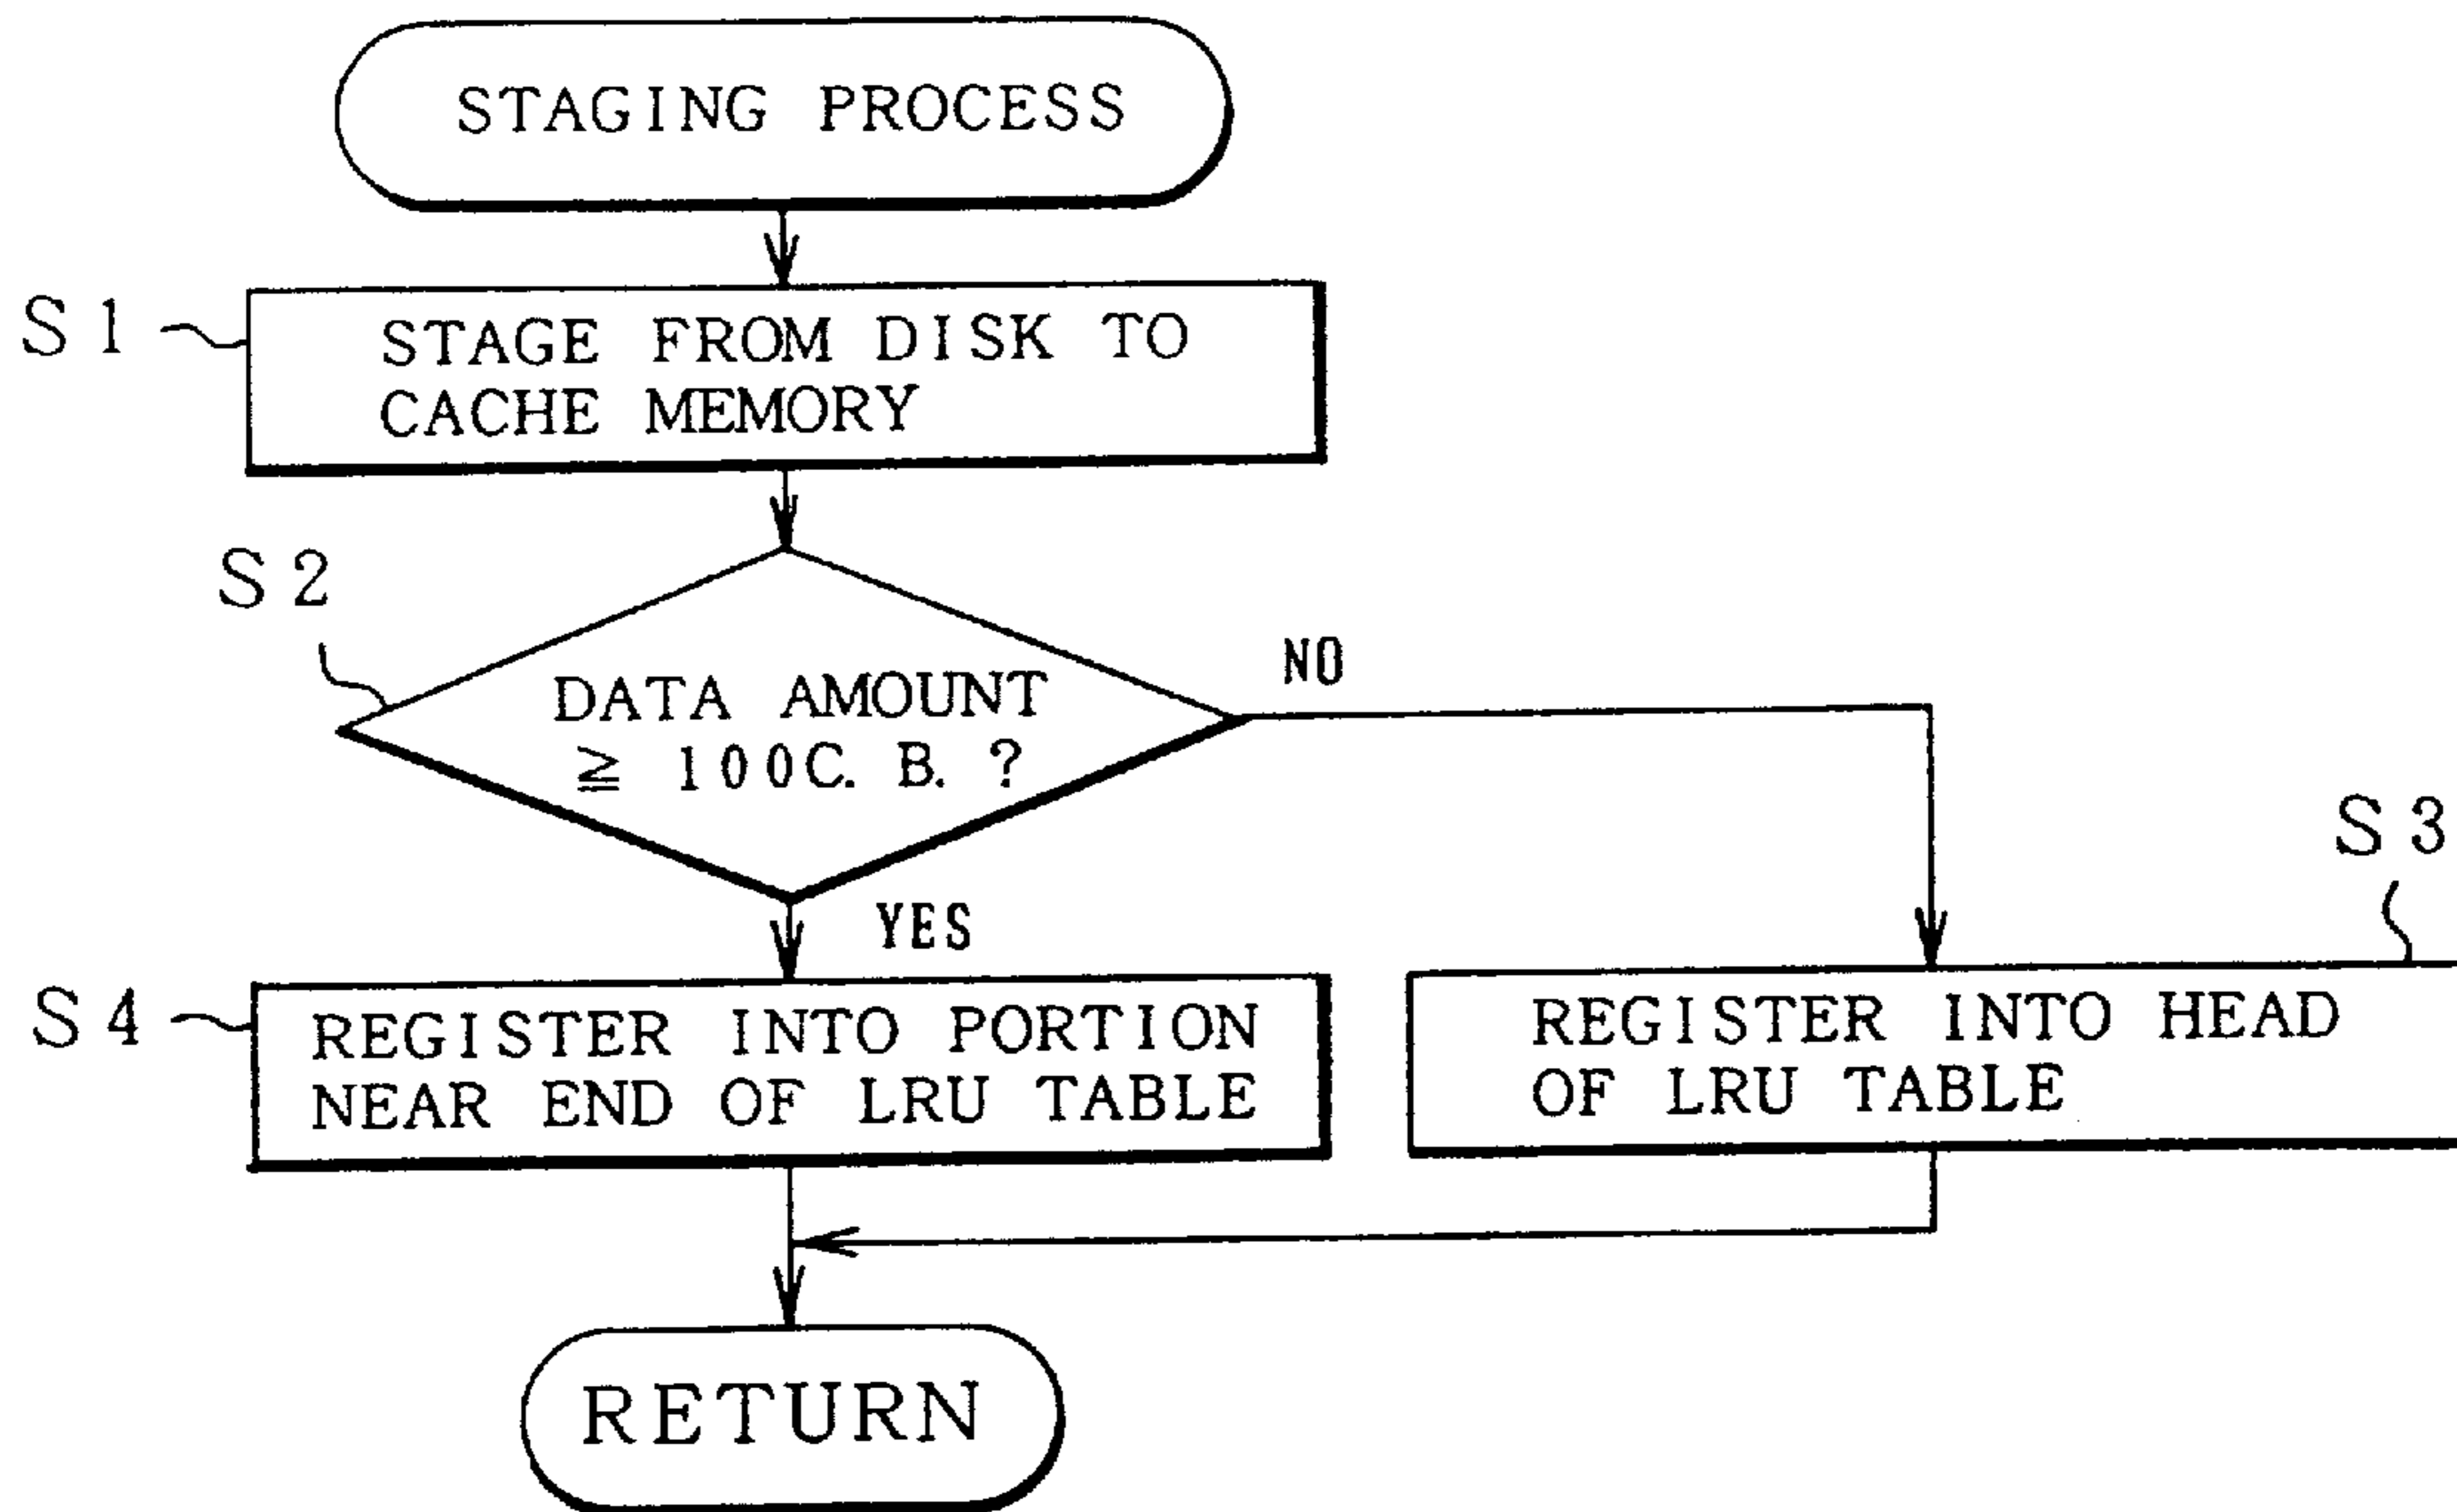 STAGING PROCESS
S1
STAGE FROM DISK TO
CACHE MEMORY
S2
DATA AMOUNT
≧ 100C. B. ?
NO
YES
S3
S4
REGISTER INTO PORTION
NEAR END OF LRU TABLE
REGISTER INTO HEAD
OF LRU TABLE
RETURN